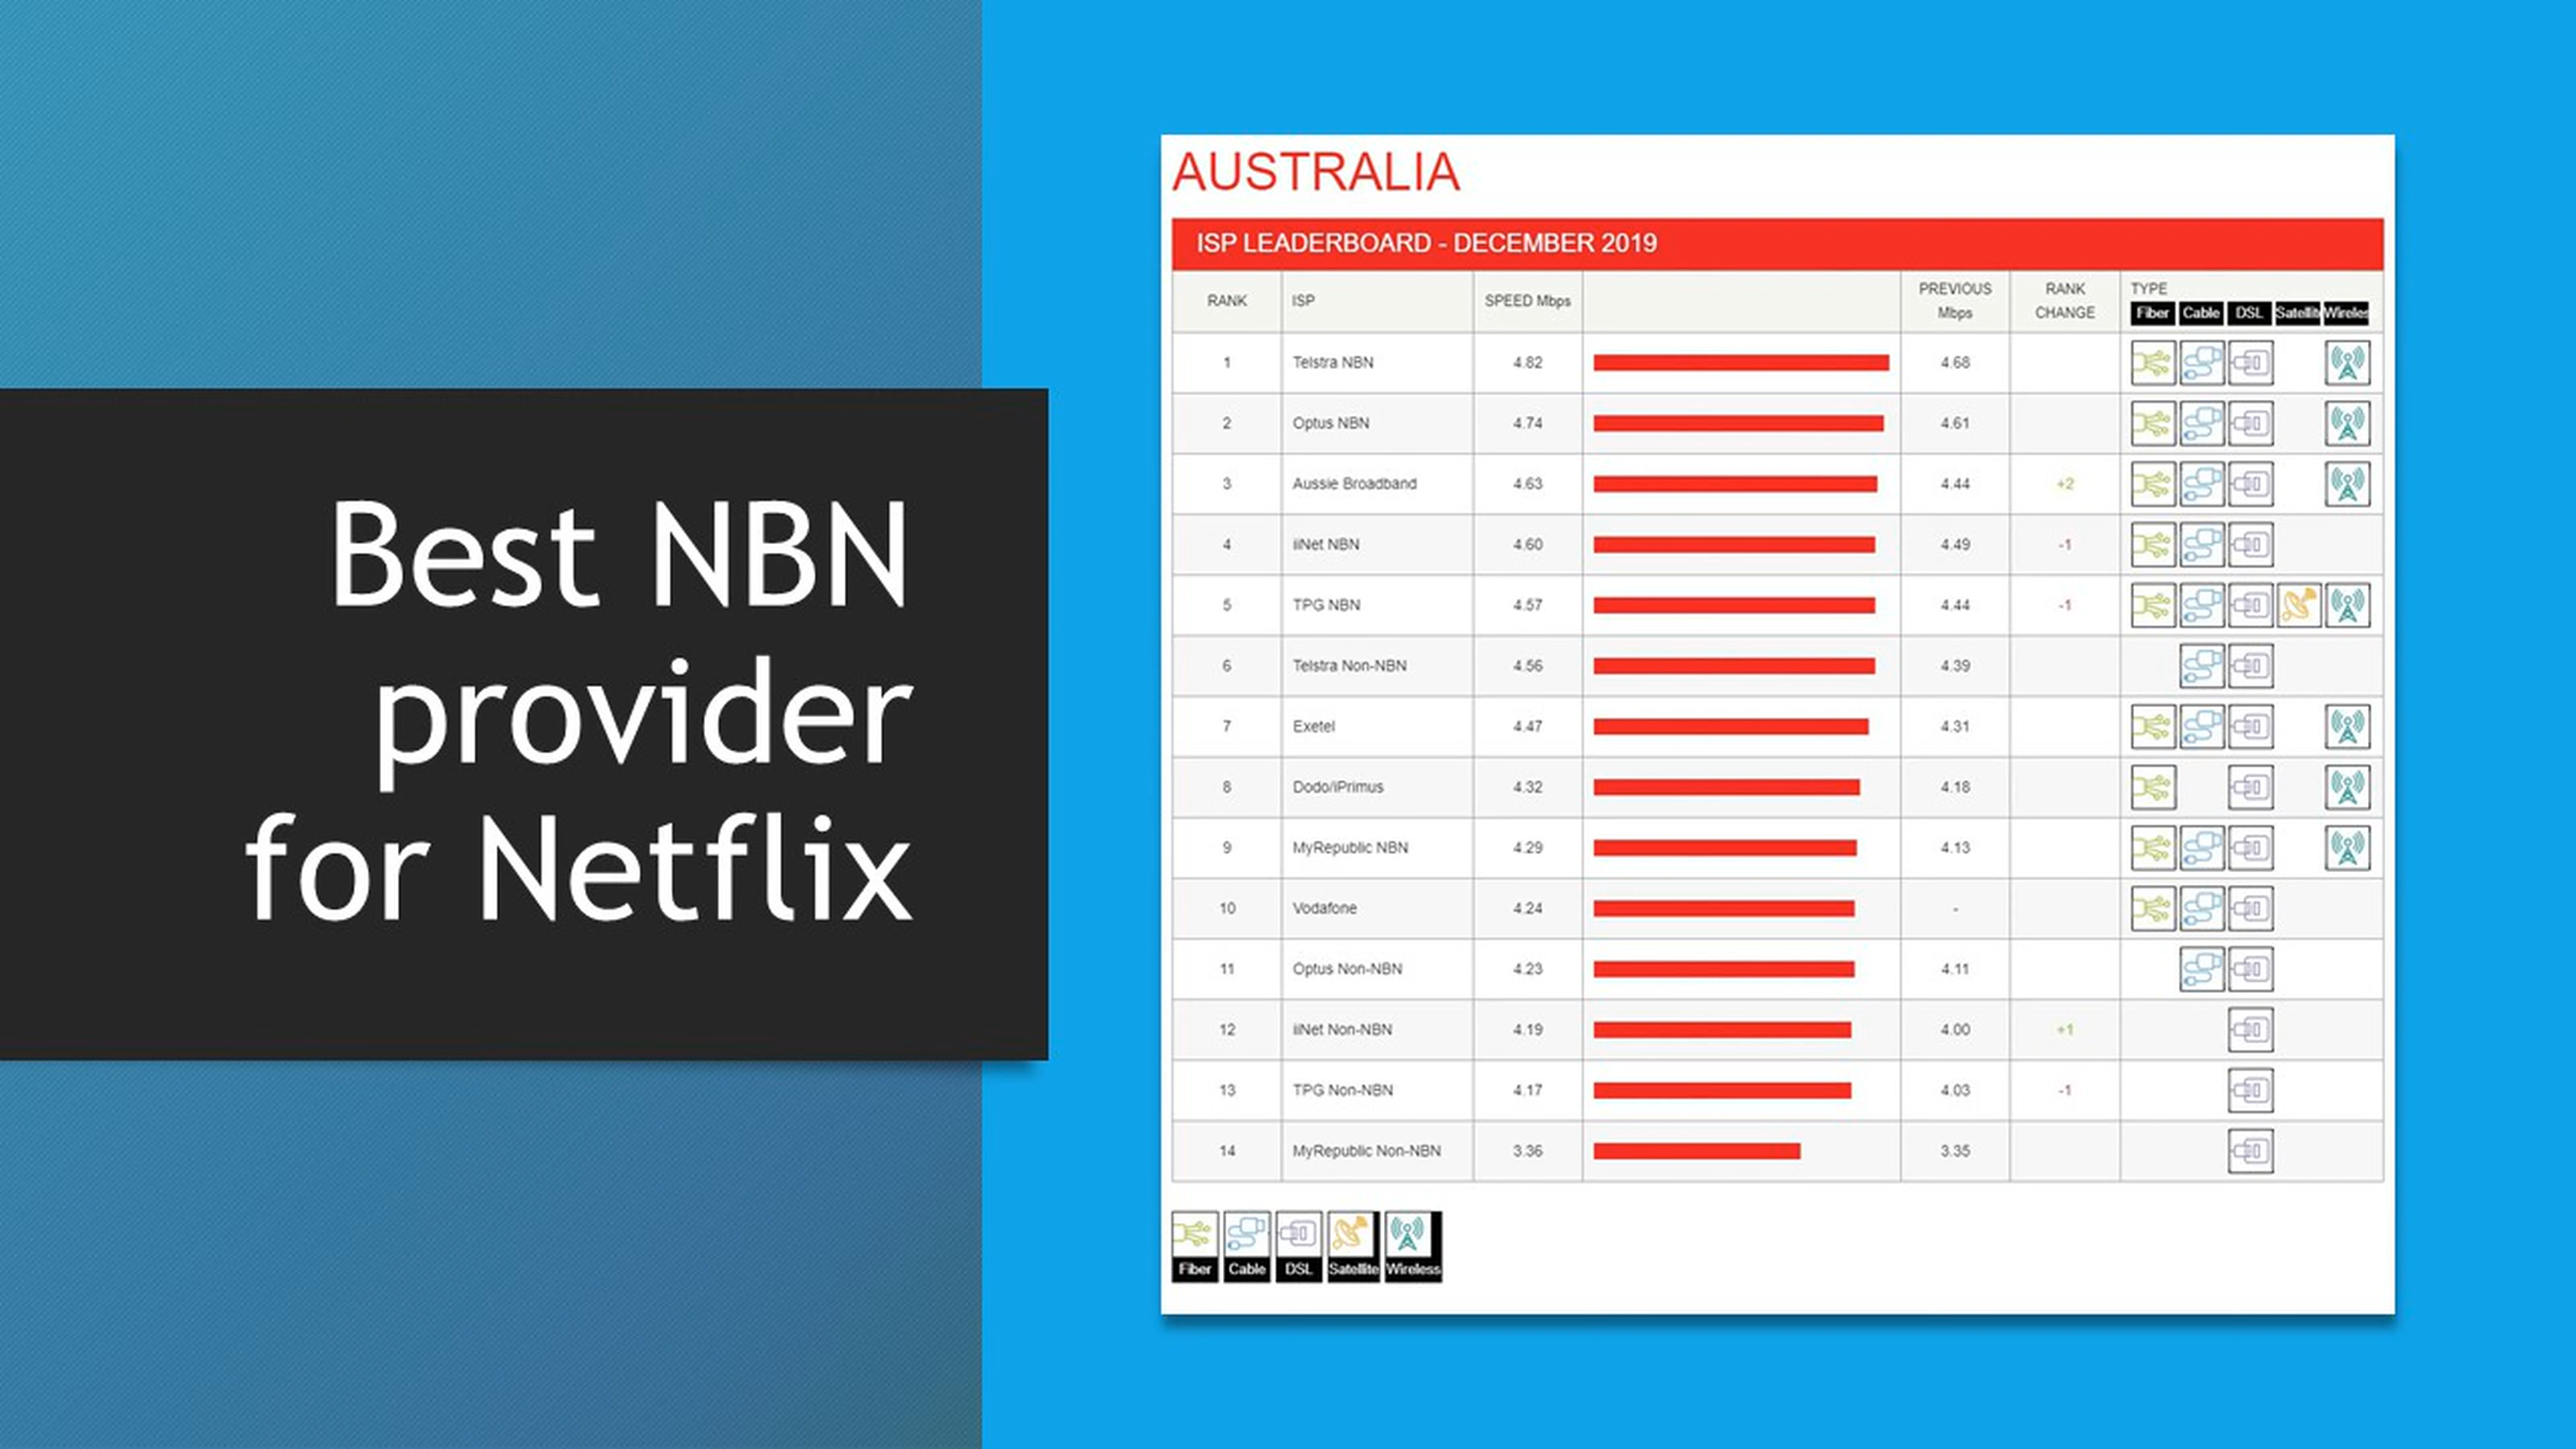 Best NBN
provider
for Netflix
AUSTRALIA
ISP LEADERBOARD - DECEMBER 2019
RANK ISP SPEED Mbps PREVIOUS Mbps RANK CHANGE TYPE
Fiber Cable DSL Satellit Wireles
1 Telstra NBN 4.82 4.68
2 Optus NBN 4.74 4.61
3 Aussie Broadband 4.63 4.44 +2
4 iiNet NBN 4.60 4.49 -1
5 TPG NBN 4.57 4.44 -1
6 Telstra Non-NBN 4.56 4.39
7 Exetel 4.47 4.31
8 Dodo/iPrimus 4.32 4.18
9 MyRepublic NBN 4.29 4.13
10 Vodafone 4.24 -
11 Optus Non-NBN 4.23 4.11
12 iiNet Non-NBN 4.19 4.00 +1
13 TPG Non-NBN 4.17 4.03 -1
14 MyRepublic Non-NBN 3.36 3.35
Fiber Cable DSL Satellite Wireless